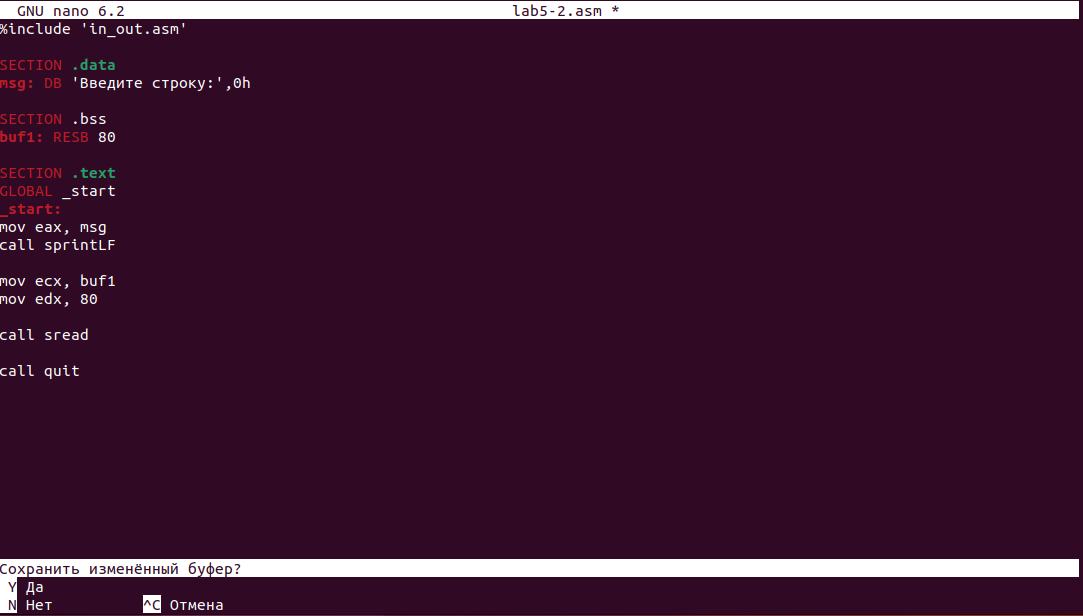 GNU nano 6.2 lab5-2.asm *
%include 'in_out.asm'
SECTION .data
msg: DB 'Введите строку:',0h
SECTION .bss
buf1: RESB 80
SECTION .text
GLOBAL _start
_start:
mov eax, msg
call sprintLF
mov ecx, buf1
mov edx, 80
call sread
call quit
Сохранить изменённый буфер?
Y Да
N Нет ^C Отмена